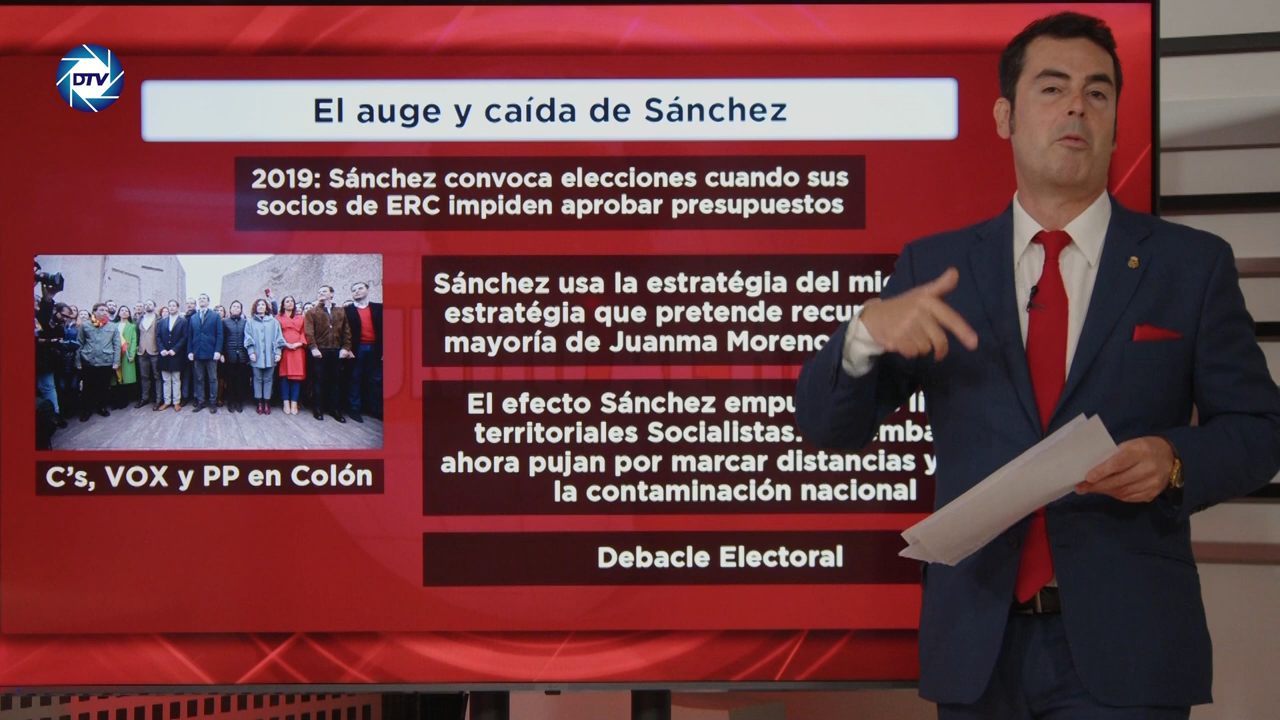 DTV
El auge y caída de Sánchez
2019: Sánchez convoca elecciones cuando sus
socios de ERC impiden aprobar presupuestos
Sánchez usa la estratégia del
estratégia que pretende
mayoría de Juanma Moreno
El efecto Sánchez
territoriales Socialistas.
ahora pujan por marcar distancias y
la contaminación nacional
C's, VOX y PP en Colón
Debacle Electoral